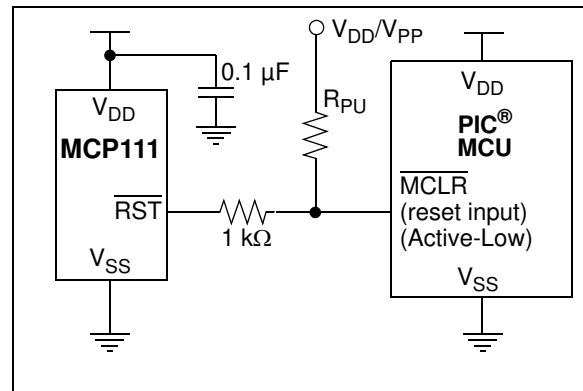 V_DD/V_PP
0.1 µF
R_PU
V_DD
MCP111
RST
V_SS
1 kΩ
V_DD
PIC®
MCU
MCLR
(reset input)
(Active-Low)
V_SS